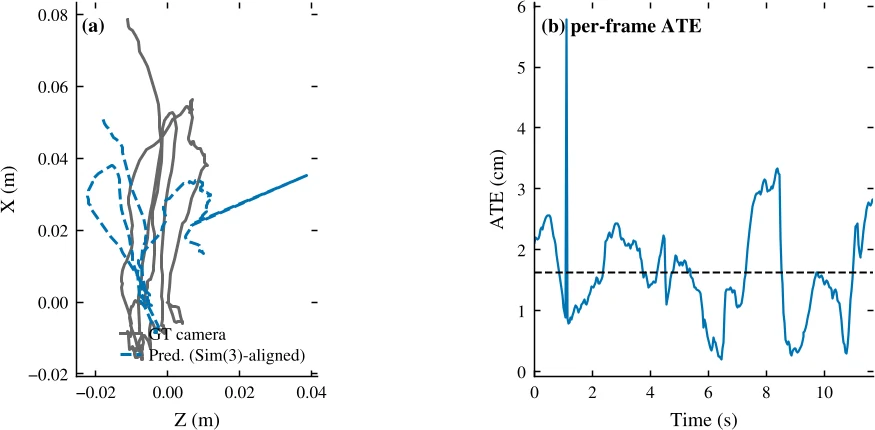 (a)
0.08
0.06
0.04
0.02
0.00
−0.02
X (m)
−0.02 0.00 0.02 0.04
Z (m)
GT camera
Pred. (Sim(3)-aligned)
(b) per-frame ATE
6
5
4
3
2
1
0
ATE (cm)
0 2 4 6 8 10
Time (s)